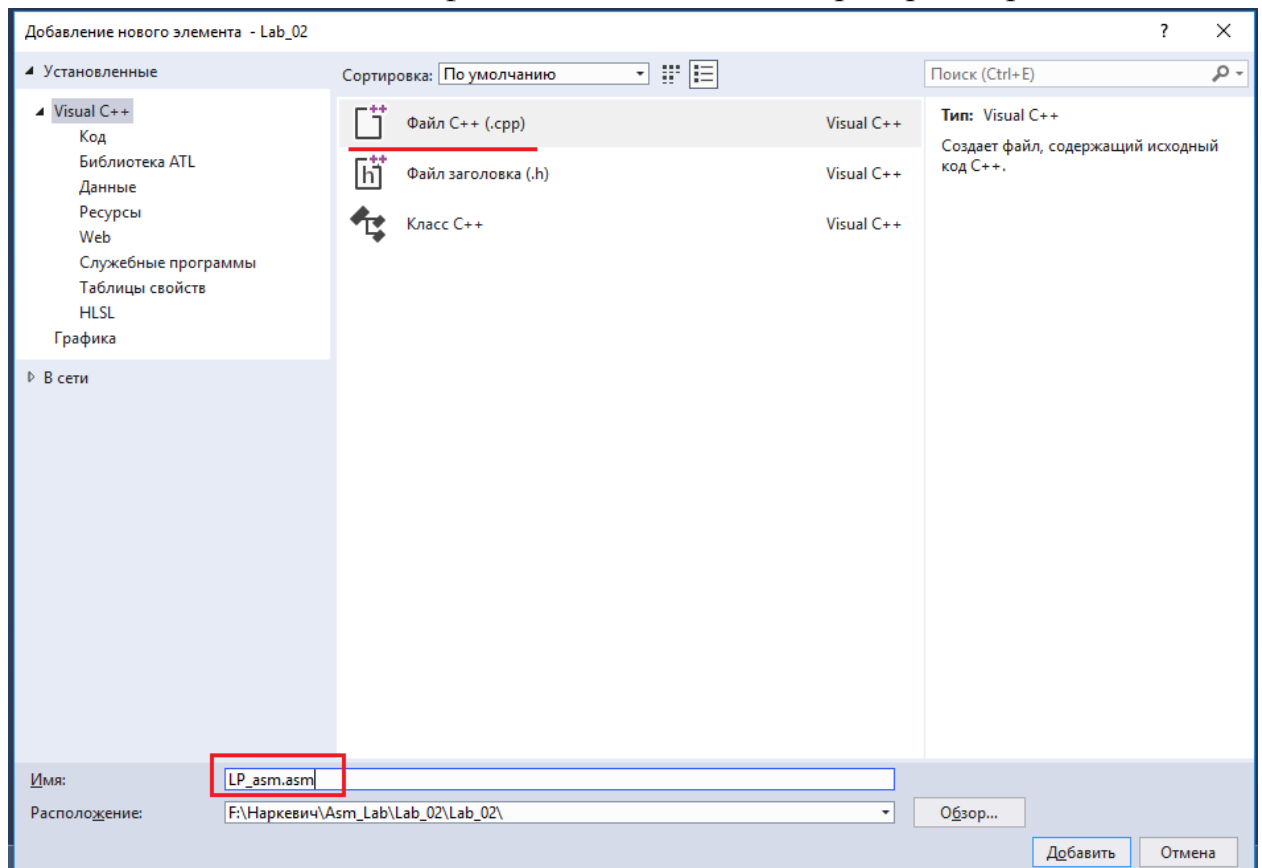 Добавление нового элемента - Lab_02
? ×
Установленные
Сортировка: По умолчанию
Поиск (Ctrl+E)
Visual C++
Код
Библиотека ATL
Данные
Ресурсы
Web
Служебные программы
Таблицы свойств
HLSL
Графика
В сети
Файл C++ (.cpp) Visual C++
Файл заголовка (.h) Visual C++
Класс C++ Visual C++
Тип: Visual C++
Создает файл, содержащий исходный
код C++.
Имя: LP_asm.asm
Расположение: F:\Наркевич\Asm_Lab\Lab_02\Lab_02\
Обзор...
Добавить Отмена